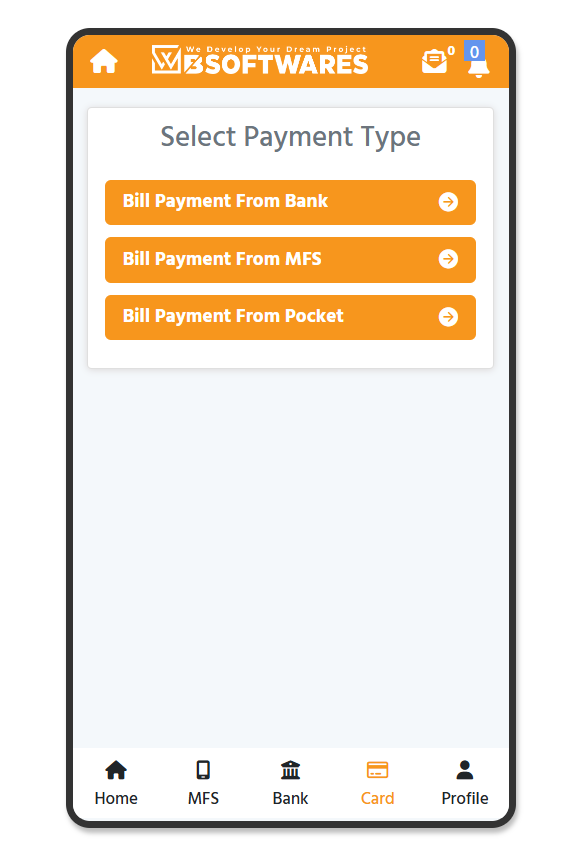 We Develop Your Dream Project
WBSOFTWARES
0
0
Select Payment Type
Bill Payment From Bank
Bill Payment From MFS
Bill Payment From Pocket
Home
MFS
Bank
Card
Profile